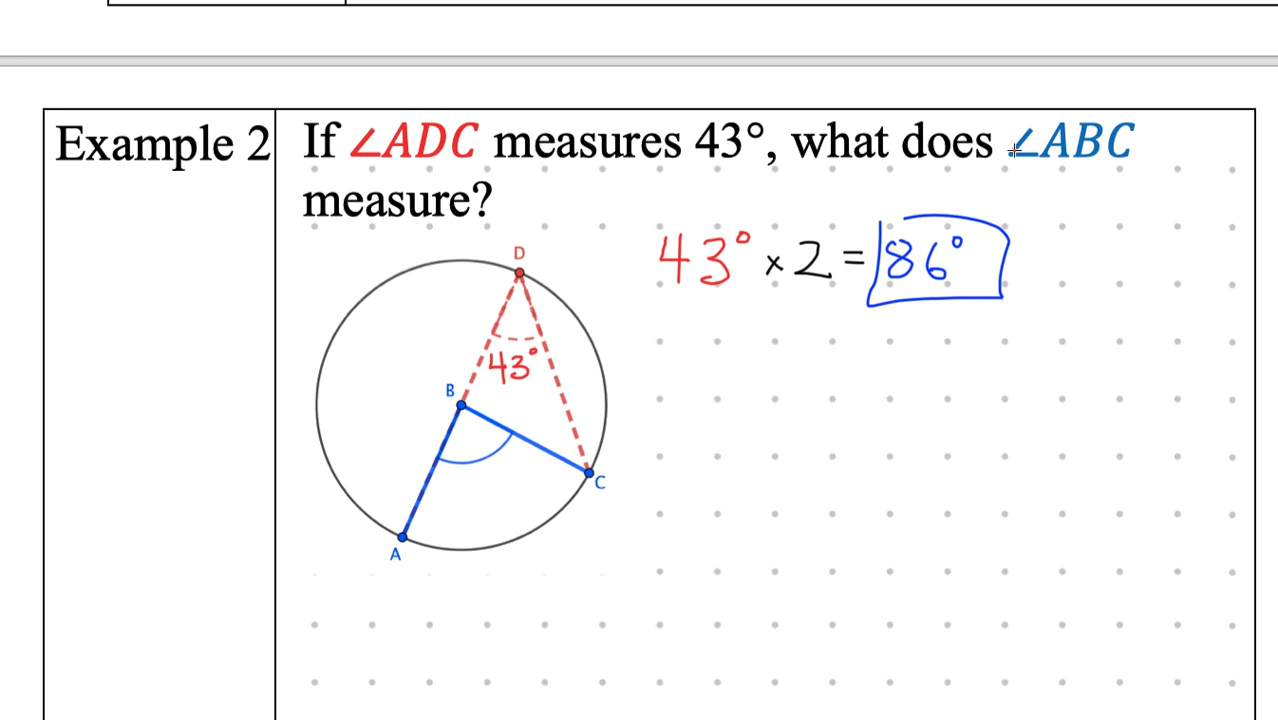 Example 2
If ∠ADC measures 43°, what does ∠ABC
measure?
43° × 2 = 86°
D
43°
B
C
A